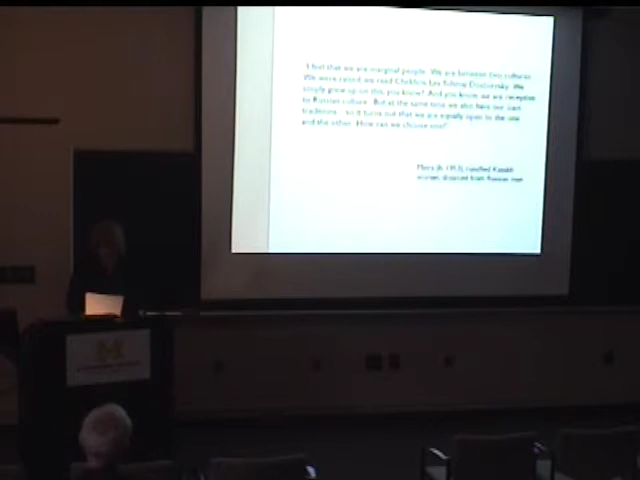 "I feel that we are marginal people. We are between two cultures.
We were raised, we read Chekhov, Lev Tolstoy, Dostoevsky. We
simply grew up on this, you know? And you know, we are receptive
to Russian culture. But at the same time we also have our own
traditions... so it turns out that we are equally open to the one
and the other. How can we choose one?"
(b. 1953),
Kazakh
woman, divorced from Russian man